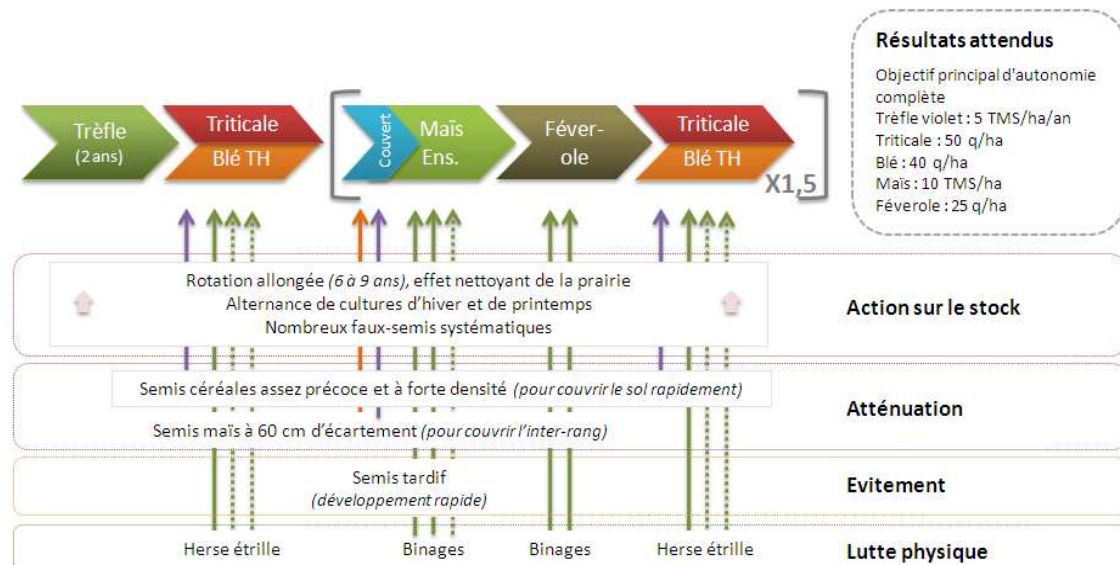 Résultats attendus
Objectif principal d'autonomie
complète
Trèfle violet : 5 TMS/ha/an
Triticale : 50 q/ha
Blé : 40 q/ha
Maïs : 10 TMS/ha
Féverole : 25 q/ha
Trèfle
(2 ans)
Triticale
Blé TH
Couvert
Maïs
Ens.
Féver-
ole
Triticale
Blé TH
X1,5
Rotation allongée (6 à 9 ans), effet nettoyant de la prairie
Alternance de cultures d'hiver et de printemps
Nombreux faux-semis systématiques
Action sur le stock
Semis céréales assez précoce et à forte densité (pour couvrir le sol rapidement)
Semis maïs à 60 cm d'écartement (pour couvrir l'inter-rang)
Atténuation
Semis tardif
(développement rapide)
Evitement
Herse étrille
Binages
Binages
Herse étrille
Lutte physique